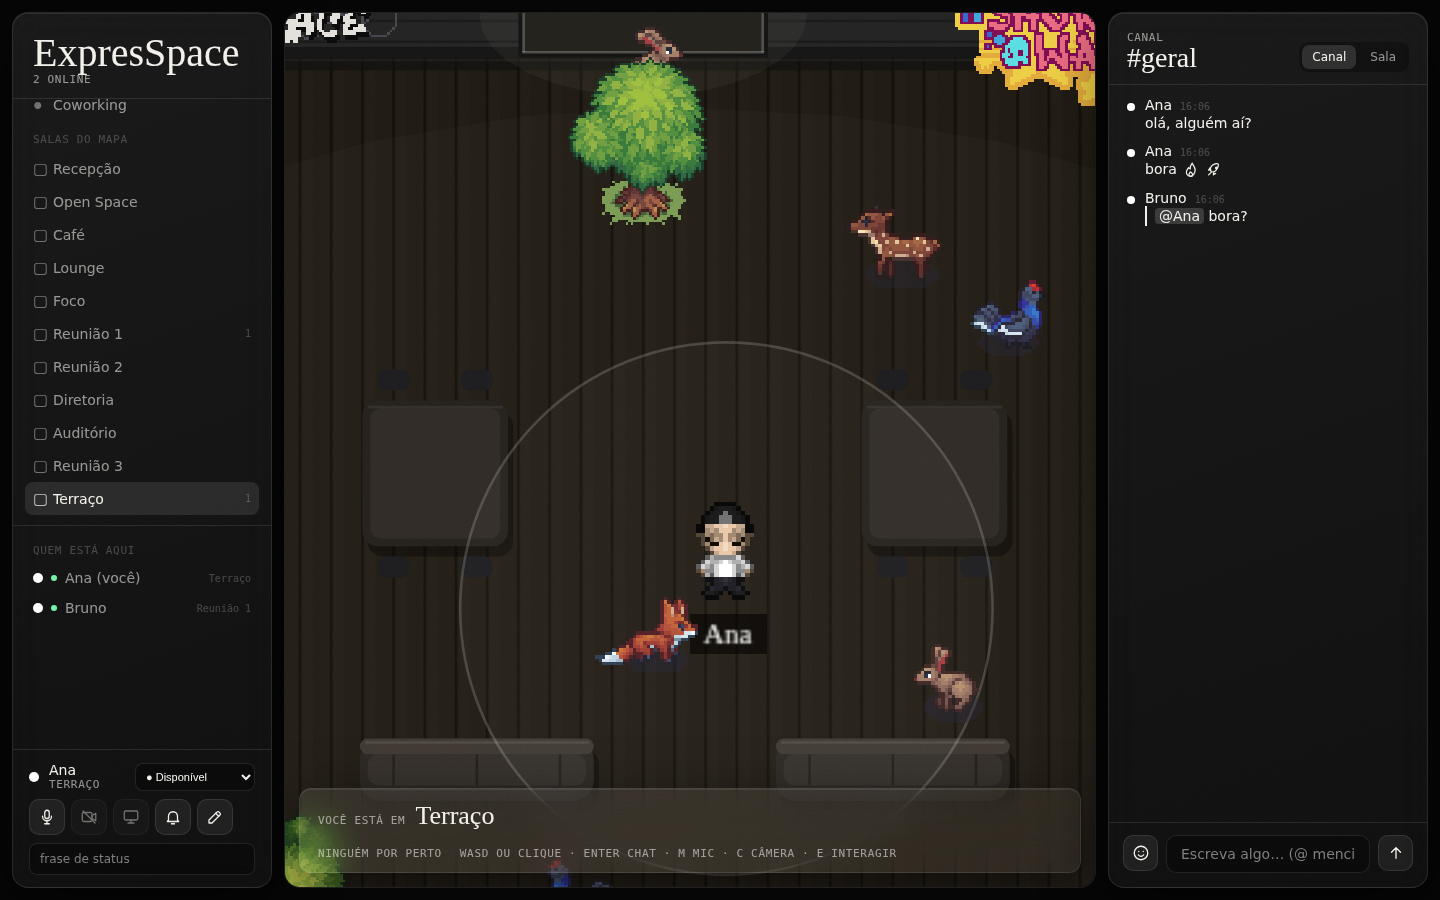 ExpresSpace
2 ONLINE
Coworking
SALAS DO MAPA
Recepção
Open Space
Café
Lounge
Foco
Reunião 1 1
Reunião 2
Diretoria
Auditório
Reunião 3
Terraço 1
QUEM ESTÁ AQUI
Ana (você) Terraço
Bruno Reunião 1
Ana
TERRAÇO
● Disponível
frase de status
Ana
VOCÊ ESTÁ EM Terraço
NINGUÉM POR PERTO WASD OU CLIQUE · ENTER CHAT · M MIC · C CÂMERA · E INTERAGIR
CANAL
#geral
Canal Sala
Ana 16:06
olá, alguém aí?
Ana 16:06
bora
Bruno 16:06
@Ana bora?
Escreva algo… (@ menci